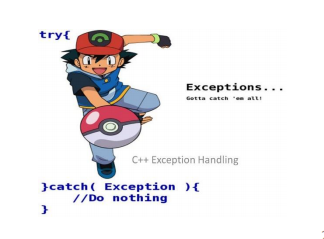 try{
Exceptions...
Gotta catch 'em all!
C++ Exception Handling
}catch( Exception ){
//Do nothing
}